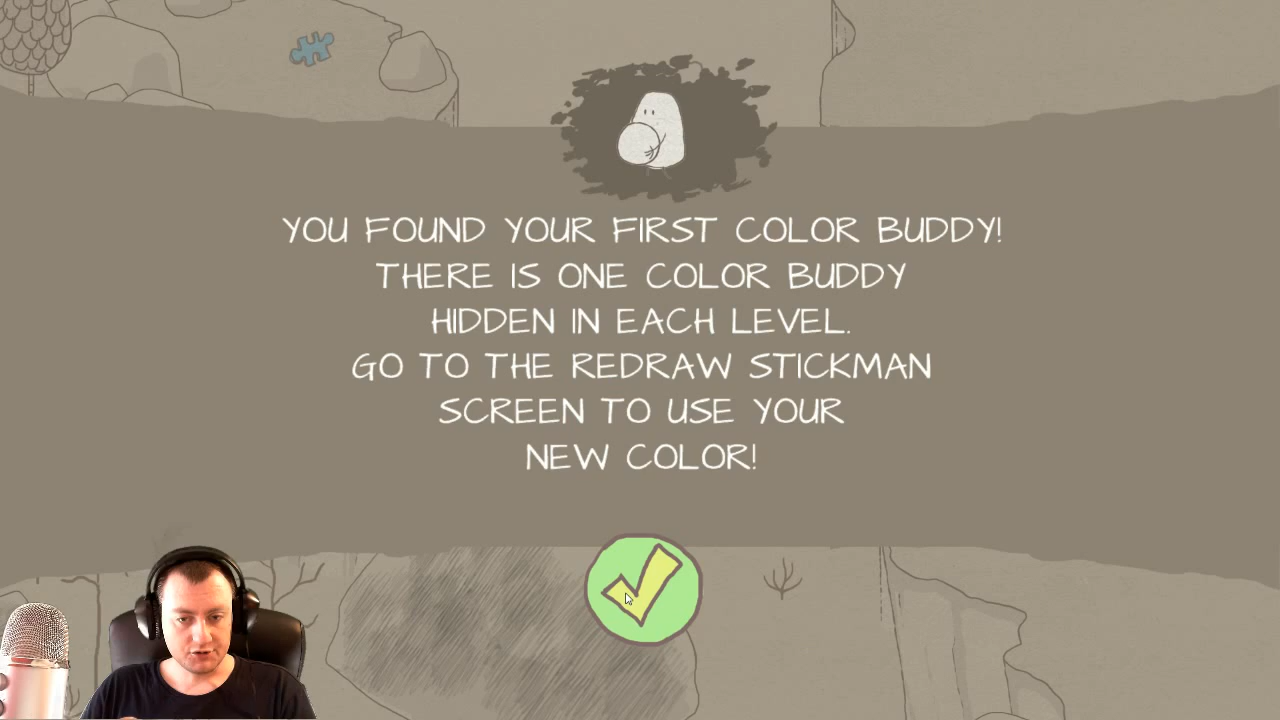 YOU FOUND YOUR FIRST COLOR BUDDY!
THERE IS ONE COLOR BUDDY
HIDDEN IN EACH LEVEL.
GO TO THE REDRAW STICKMAN
SCREEN TO USE YOUR
NEW COLOR!